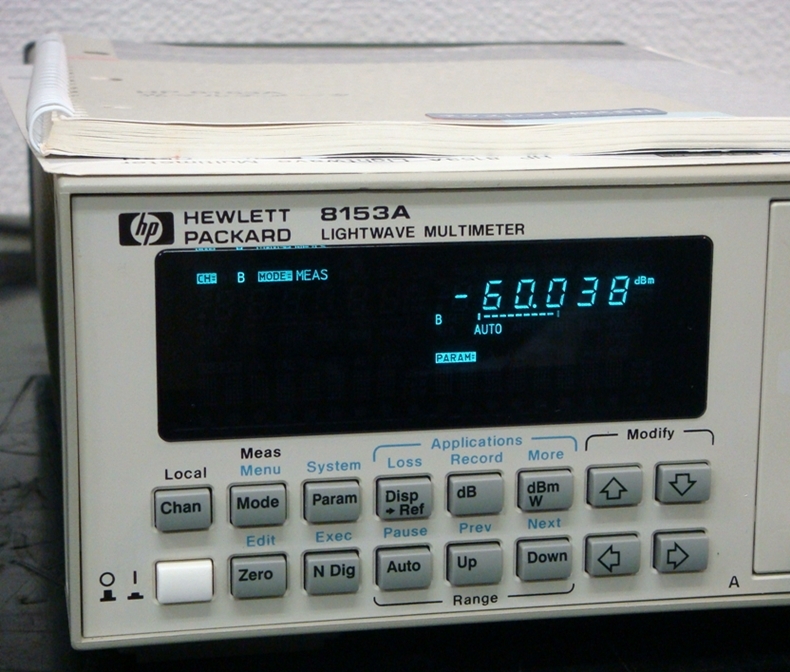 hp HEWLETT PACKARD 8153A
LIGHTWAVE MULTIMETER
CH: B MODE: MEAS
-60.038 dBm
B
AUTO
PARAM:
Applications
Modify
Local
Meas
Menu
System
Loss
Record
More
Chan
Mode
Param
Disp → Ref
dB
dBm W
Edit
Exec
Pause
Prev
Next
O I
Zero
N Dig
Auto
Up
Down
Range
A